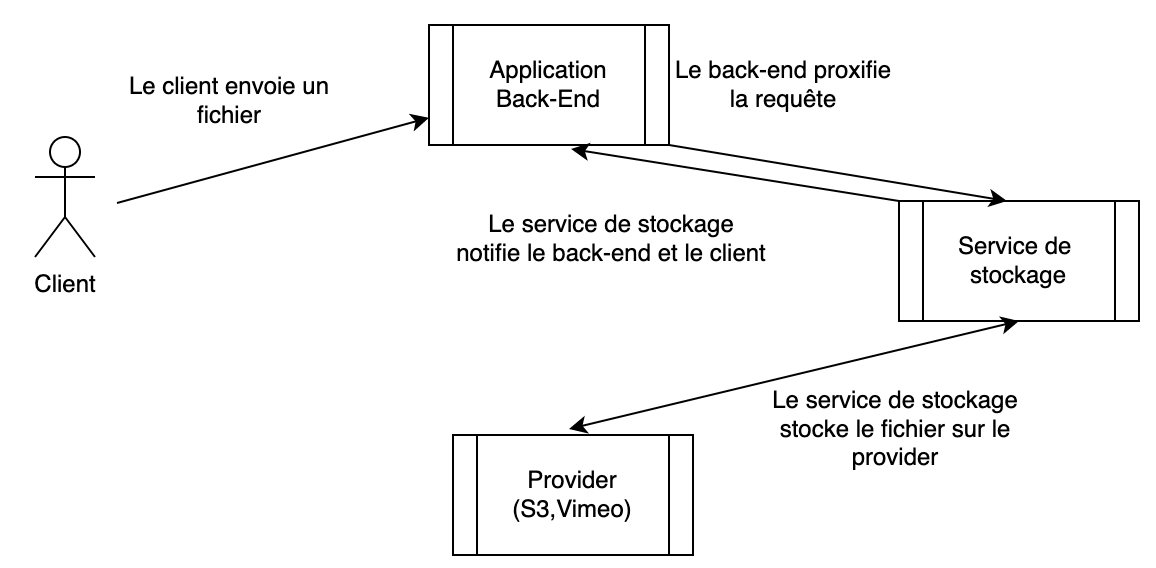 Le client envoie un
fichier
Application
Back-End
Le back-end proxifie
la requête
Client
Le service de stockage
notifie le back-end et le client
Service de
stockage
Le service de stockage
stocke le fichier sur le
provider
Provider
(S3,Vimeo)